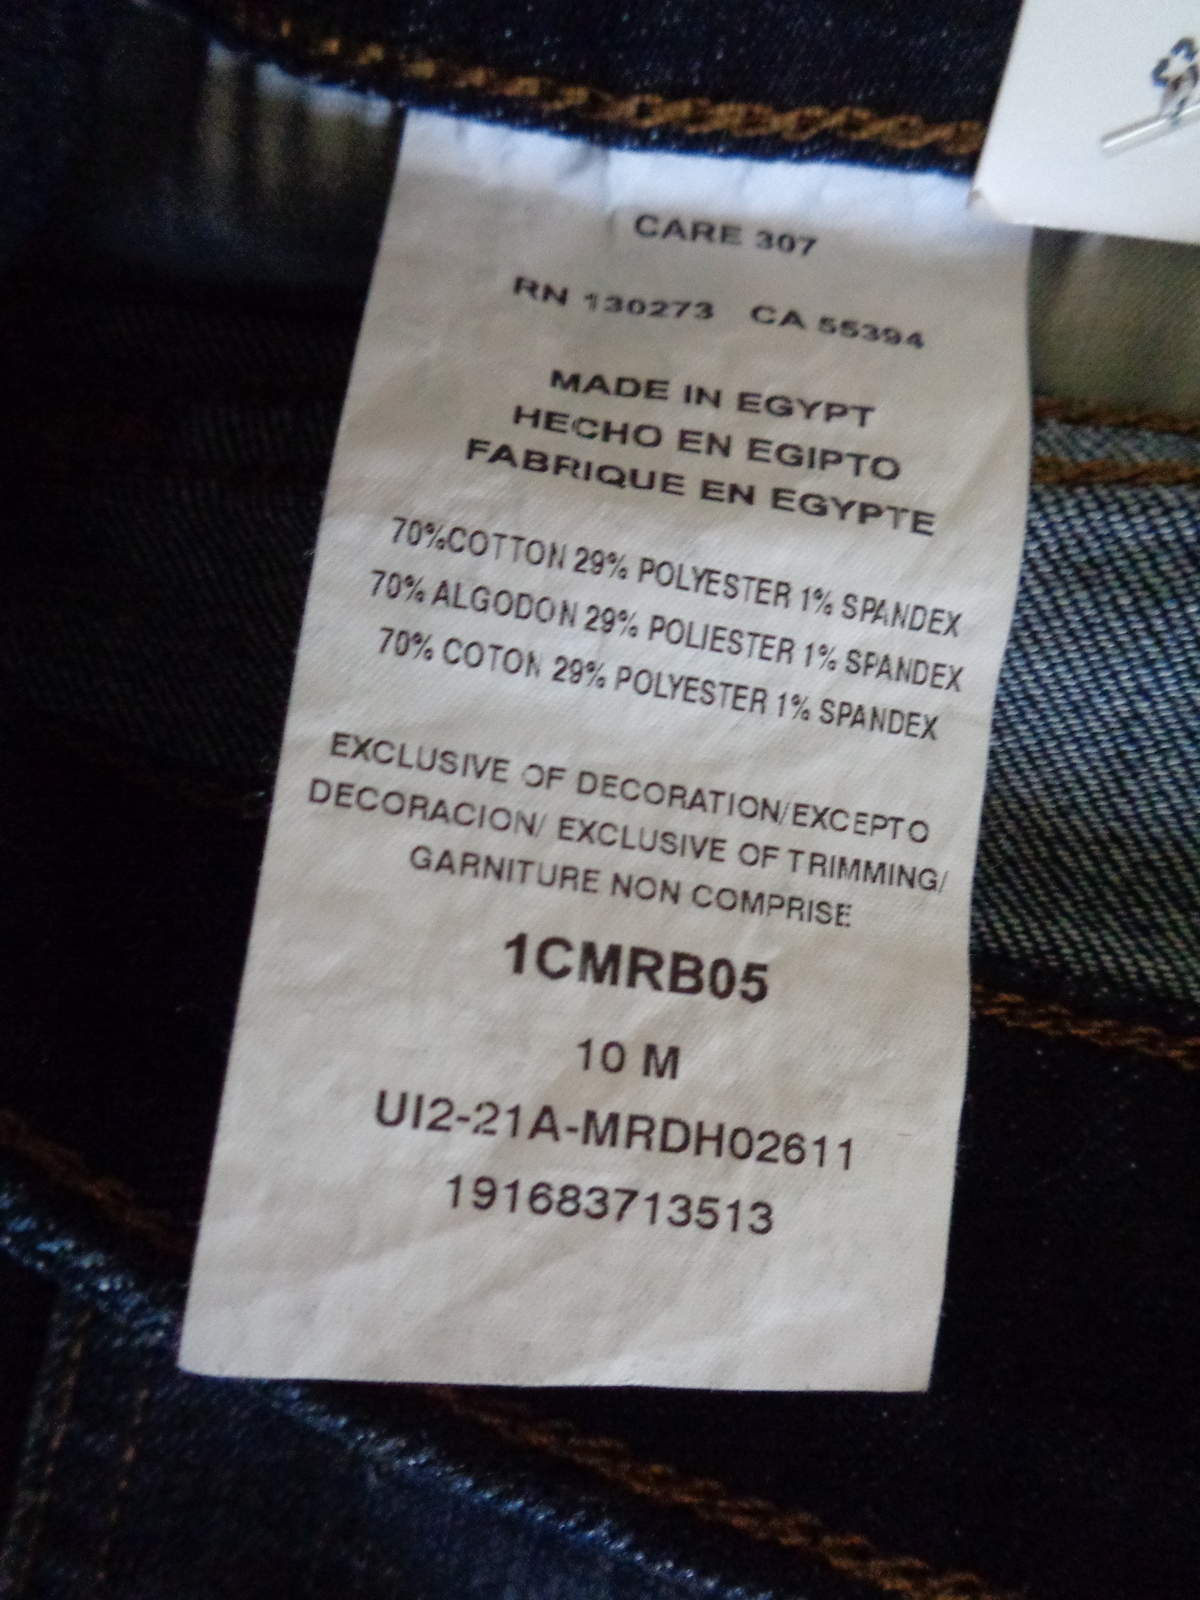 CARE 307
RN 130273 CA 55394
MADE IN EGYPT
HECHO EN EGIPTO
FABRIQUE EN EGYPTE
70%COTTON 29% POLYESTER 1% SPANDEX
70% ALGODON 29% POLIESTER 1% SPANDEX
70% COTON 29% POLYESTER 1% SPANDEX
EXCLUSIVE OF DECORATION/EXCEPTO
DECORACION/ EXCLUSIVE OF TRIMMING/
GARNITURE NON COMPRISE
1CMRB05
10 M
UI2-21A-MRDH02611
191683713513